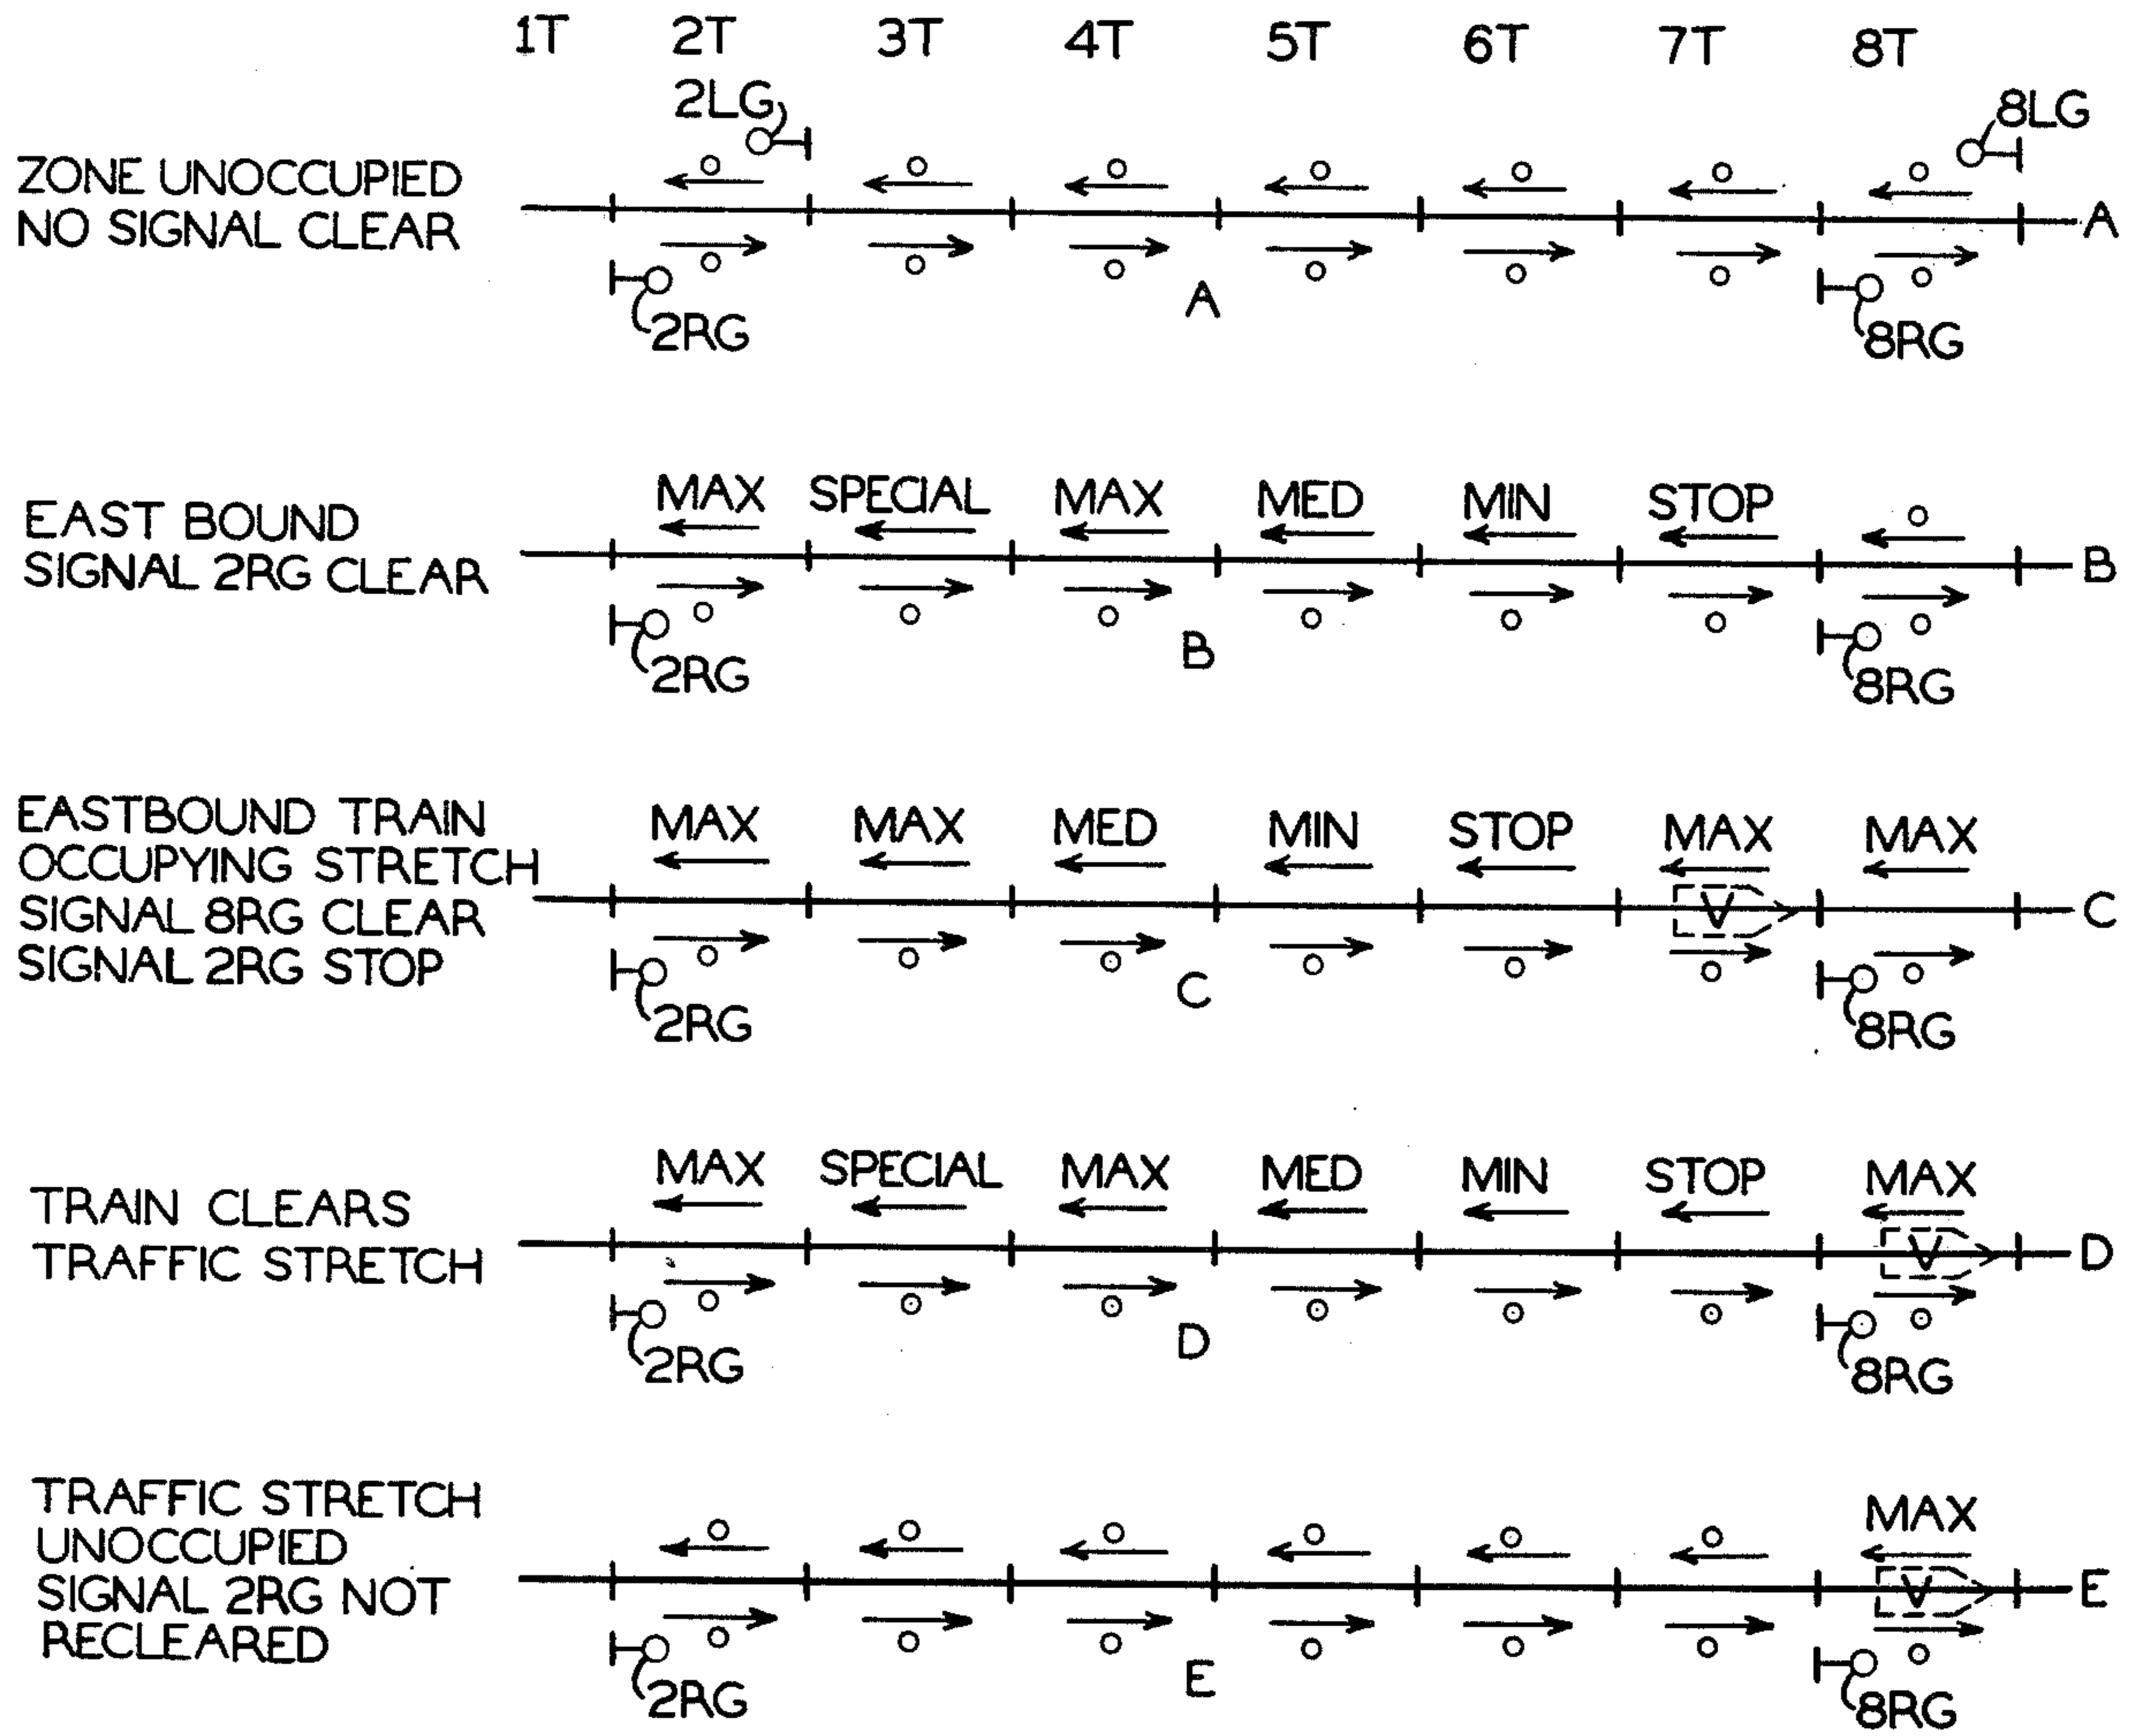 1T 2T 3T 4T 5T 6T 7T 8T
2LG 8LG
ZONE UNOCCUPIED
NO SIGNAL CLEAR
A
A
2RG 8RG
MAX SPECIAL MAX MED MIN STOP
EAST BOUND
SIGNAL 2RG CLEAR
B
B
2RG 8RG
EASTBOUND TRAIN
OCCUPYING STRETCH
SIGNAL 8RG CLEAR
SIGNAL 2RG STOP
MAX MAX MED MIN STOP MAX MAX
V
C
C
2RG 8RG
MAX SPECIAL MAX MED MIN STOP MAX
TRAIN CLEARS
TRAFFIC STRETCH
V
D
D
2RG 8RG
TRAFFIC STRETCH
UNOCCUPIED
SIGNAL 2RG NOT
RECLEARED
MAX
V
E
E
2RG 8RG